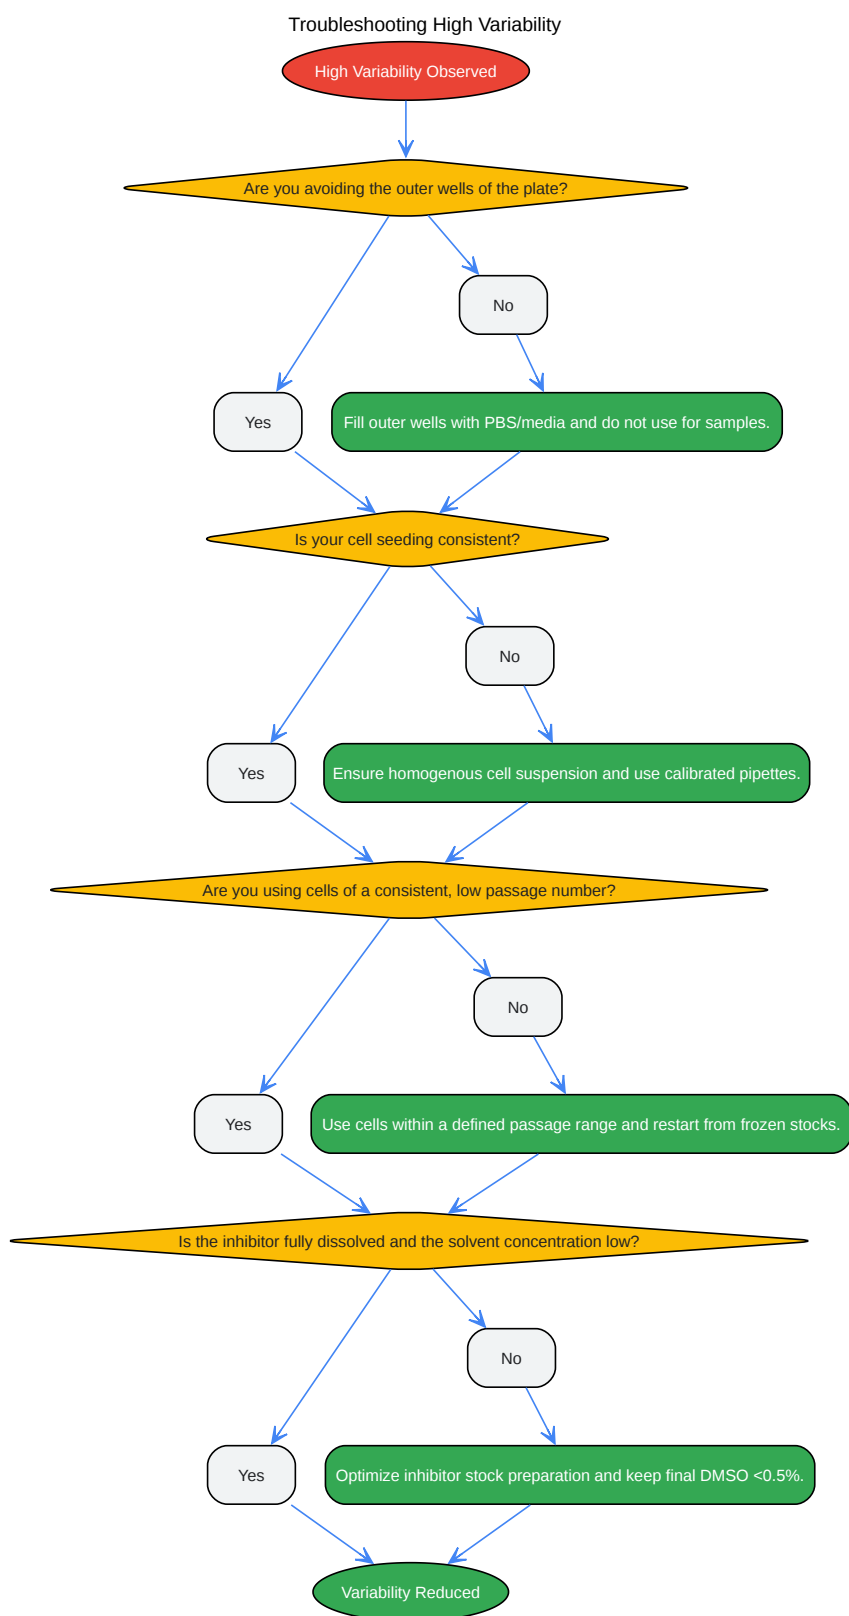 Troubleshooting High Variability
High Variability Observed
Are you avoiding the outer wells of the plate?
No
Yes
Fill outer wells with PBS/media and do not use for samples.
Is your cell seeding consistent?
No
Yes
Ensure homogenous cell suspension and use calibrated pipettes.
Are you using cells of a consistent, low passage number?
No
Yes
Use cells within a defined passage range and restart from frozen stocks.
Is the inhibitor fully dissolved and the solvent concentration low?
No
Yes
Optimize inhibitor stock preparation and keep final DMSO <0.5%.
Variability Reduced